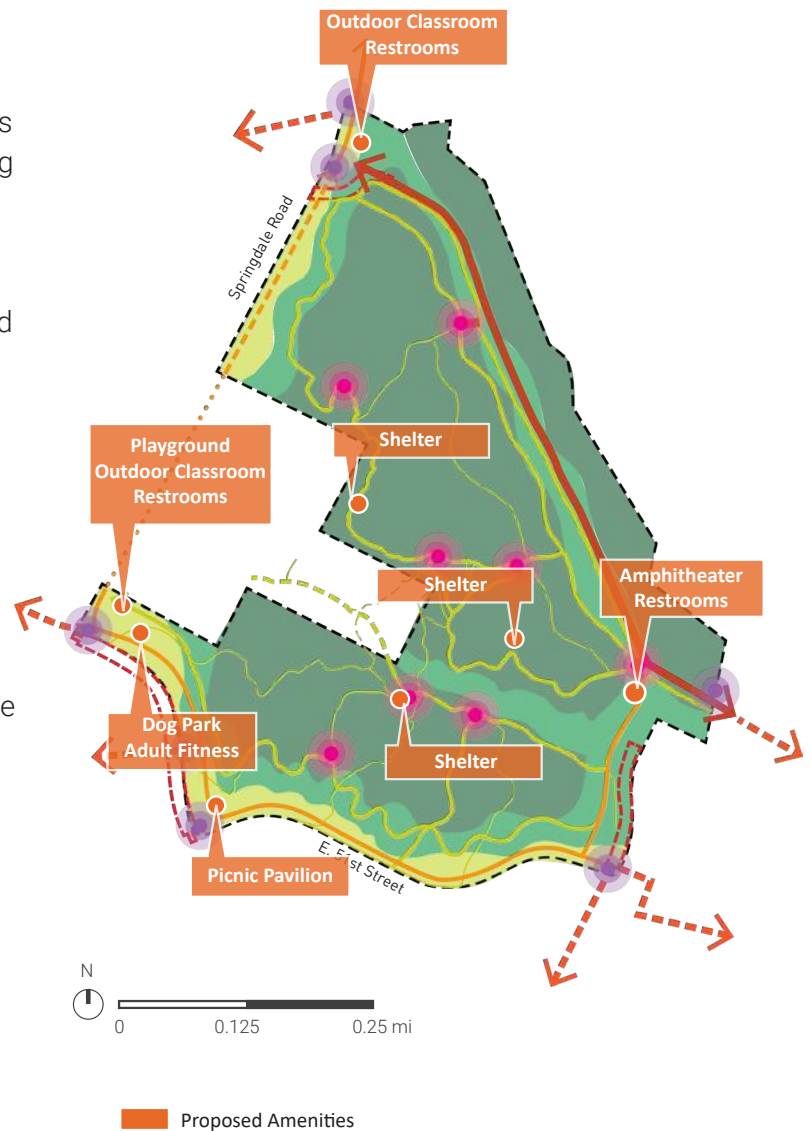 Outdoor Classroom
Restrooms
s
g
Springdale Road
d
Playground
Outdoor Classroom
Restrooms
Shelter
Shelter
Amphitheater
Restrooms
e
Dog Park
Adult Fitness
Shelter
Picnic Pavilion
E. 51st Street
N
0 0.125 0.25 mi
Proposed Amenities